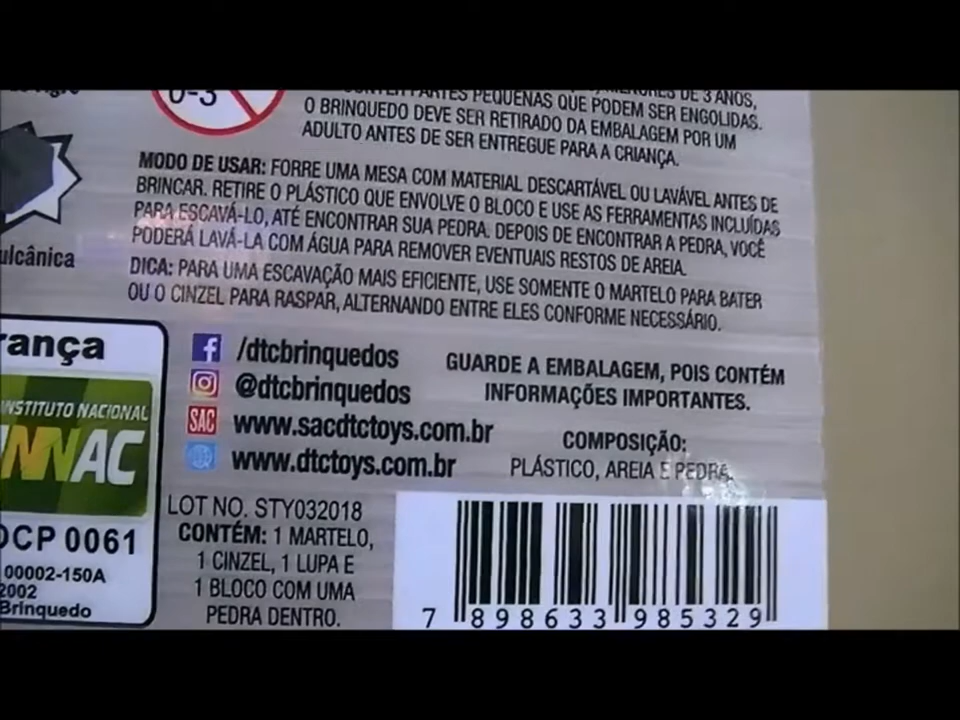 0-3
PARTES PEQUENAS QUE PODEM SER ENGOLIDAS.
MENORES DE 3 ANOS,
O BRINQUEDO DEVE SER RETIRADO DA EMBALAGEM POR UM
ADULTO ANTES DE SER ENTREGUE PARA A CRIANÇA.
MODO DE USAR: FORRE UMA MESA COM MATERIAL DESCARTÁVEL OU LAVÁVEL ANTES DE
BRINCAR. RETIRE O PLÁSTICO QUE ENVOLVE O BLOCO E USE AS FERRAMENTAS INCLUÍDAS
PARA ESCAVÁ-LO, ATÉ ENCONTRAR SUA PEDRA. DEPOIS DE ENCONTRAR A PEDRA, VOCÊ
PODERÁ LAVÁ-LA COM ÁGUA PARA REMOVER EVENTUAIS RESTOS DE AREIA.
DICA: PARA UMA ESCAVAÇÃO MAIS EFICIENTE, USE SOMENTE O MARTELO PARA BATER
OU O CINZEL PARA RASPAR, ALTERNANDO ENTRE ELES CONFORME NECESSÁRIO.
ulcânica
rança
INSTITUTO NACIONAL
INNAC
OCP 0061
00002-150A
2002
Brinquedo
/dtcbrinquedos
@dtcbrinquedos
SAC www.sacdtctoys.com.br
www.dtctoys.com.br
GUARDE A EMBALAGEM, POIS CONTÉM
INFORMAÇÕES IMPORTANTES.
COMPOSIÇÃO:
PLÁSTICO, AREIA E PEDRA.
LOT NO. STY032018
CONTÉM: 1 MARTELO,
1 CINZEL, 1 LUPA E
1 BLOCO COM UMA
PEDRA DENTRO.
7 898633 985329